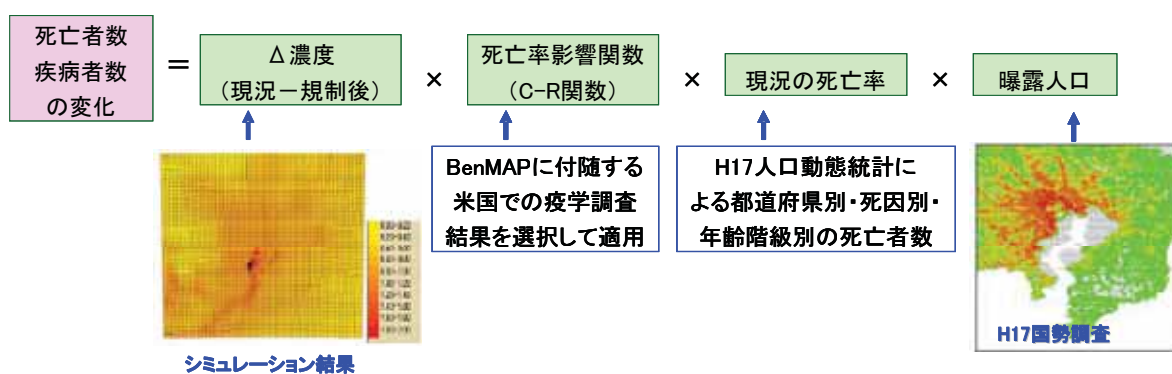 死亡者数
疾病者数
の変化
=
Δ濃度
(現況-規制後)
×
死亡率影響関数
(C-R関数)
×
現況の死亡率
×
曝露人口
BenMAPに付随する
米国での疫学調査
結果を選択して適用
H17人口動態統計に
よる都道府県別・死因別・
年齢階級別の死亡者数
シミュレーション結果
H17国勢調査